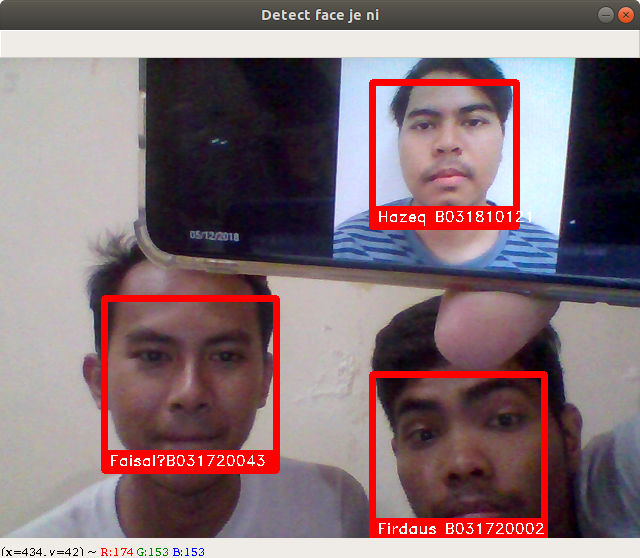 Detect face je ni
05/12/2018
Hazeq B031810121
Faisal?B031720043
Firdaus B031720002
(x=434, y=42) ~ R:174 G:153 B:153